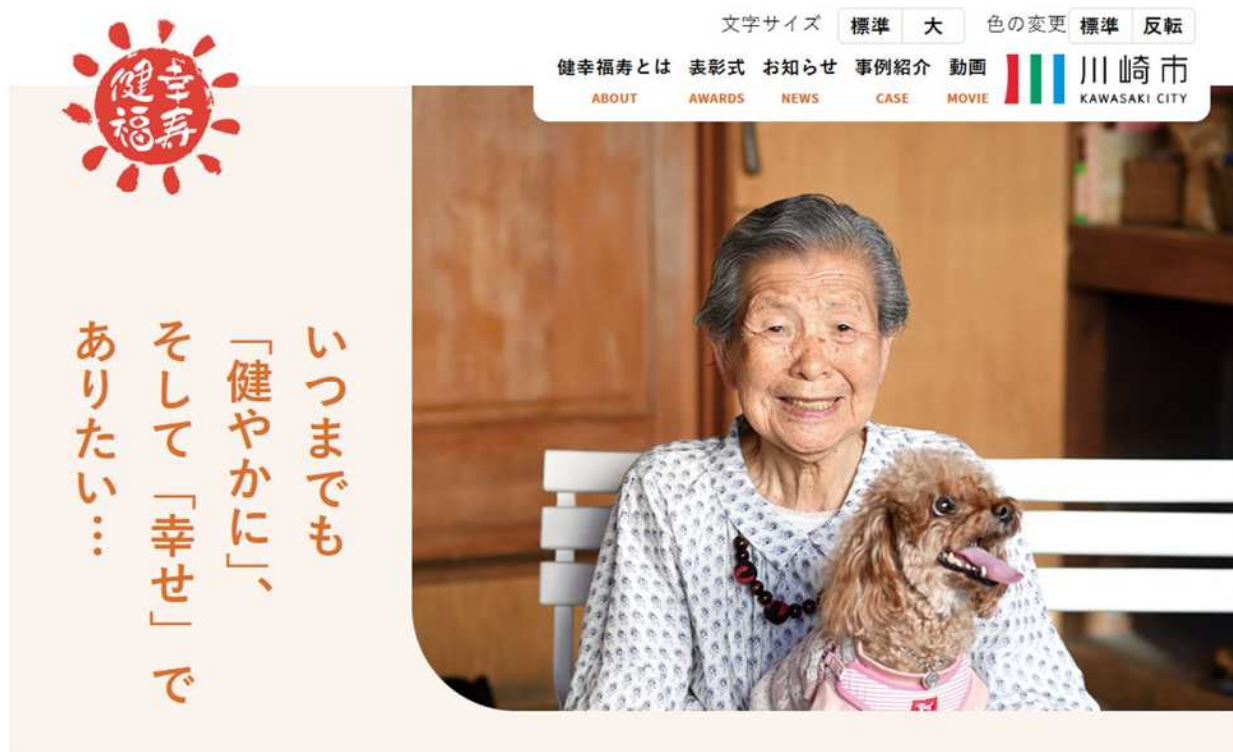 健幸
福寿
文字サイズ 標準 大 色の変更 標準 反転
健幸福寿とは 表彰式 お知らせ 事例紹介 動画
ABOUT AWARDS NEWS CASE MOVIE
川崎市
KAWASAKI CITY
いつまでも
「健やかに」、
そして「幸せ」で
ありたい…